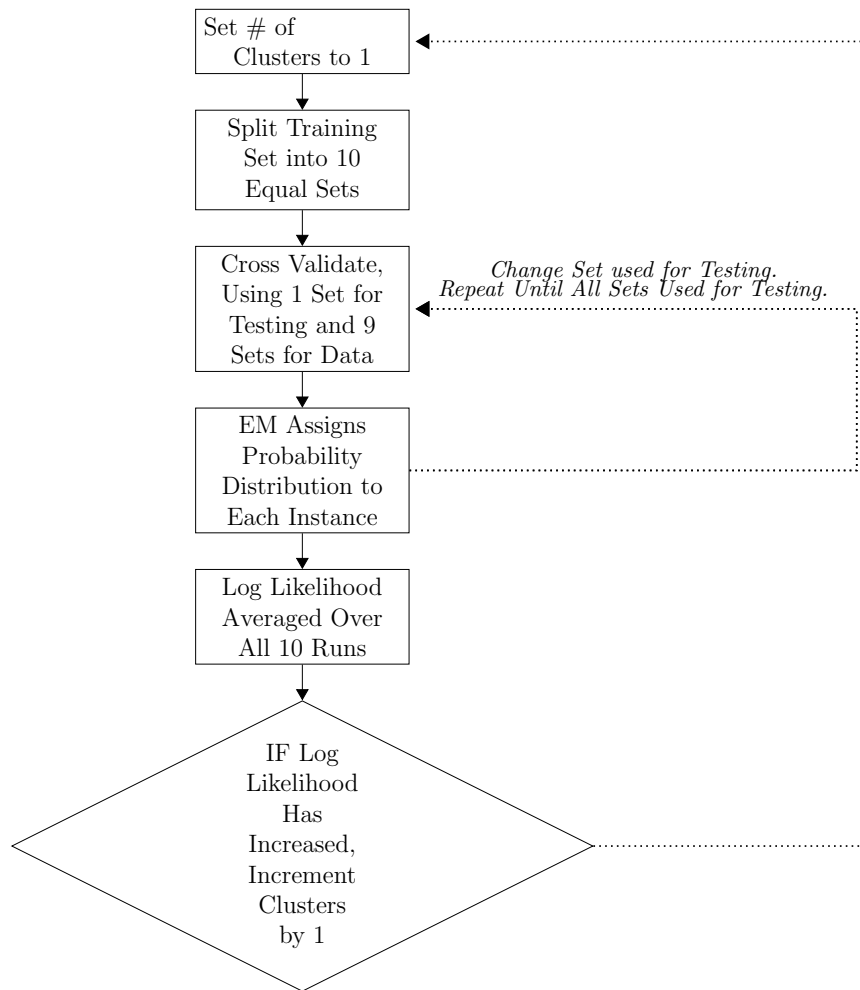 Set # of
Clusters to 1
Split Training
Set into 10
Equal Sets
Cross Validate,
Using 1 Set for
Testing and 9
Sets for Data
Change Set used for Testing.
Repeat Until All Sets Used for Testing.
EM Assigns
Probability
Distribution to
Each Instance
Log Likelihood
Averaged Over
All 10 Runs
IF Log
Likelihood
Has
Increased,
Increment
Clusters
by 1